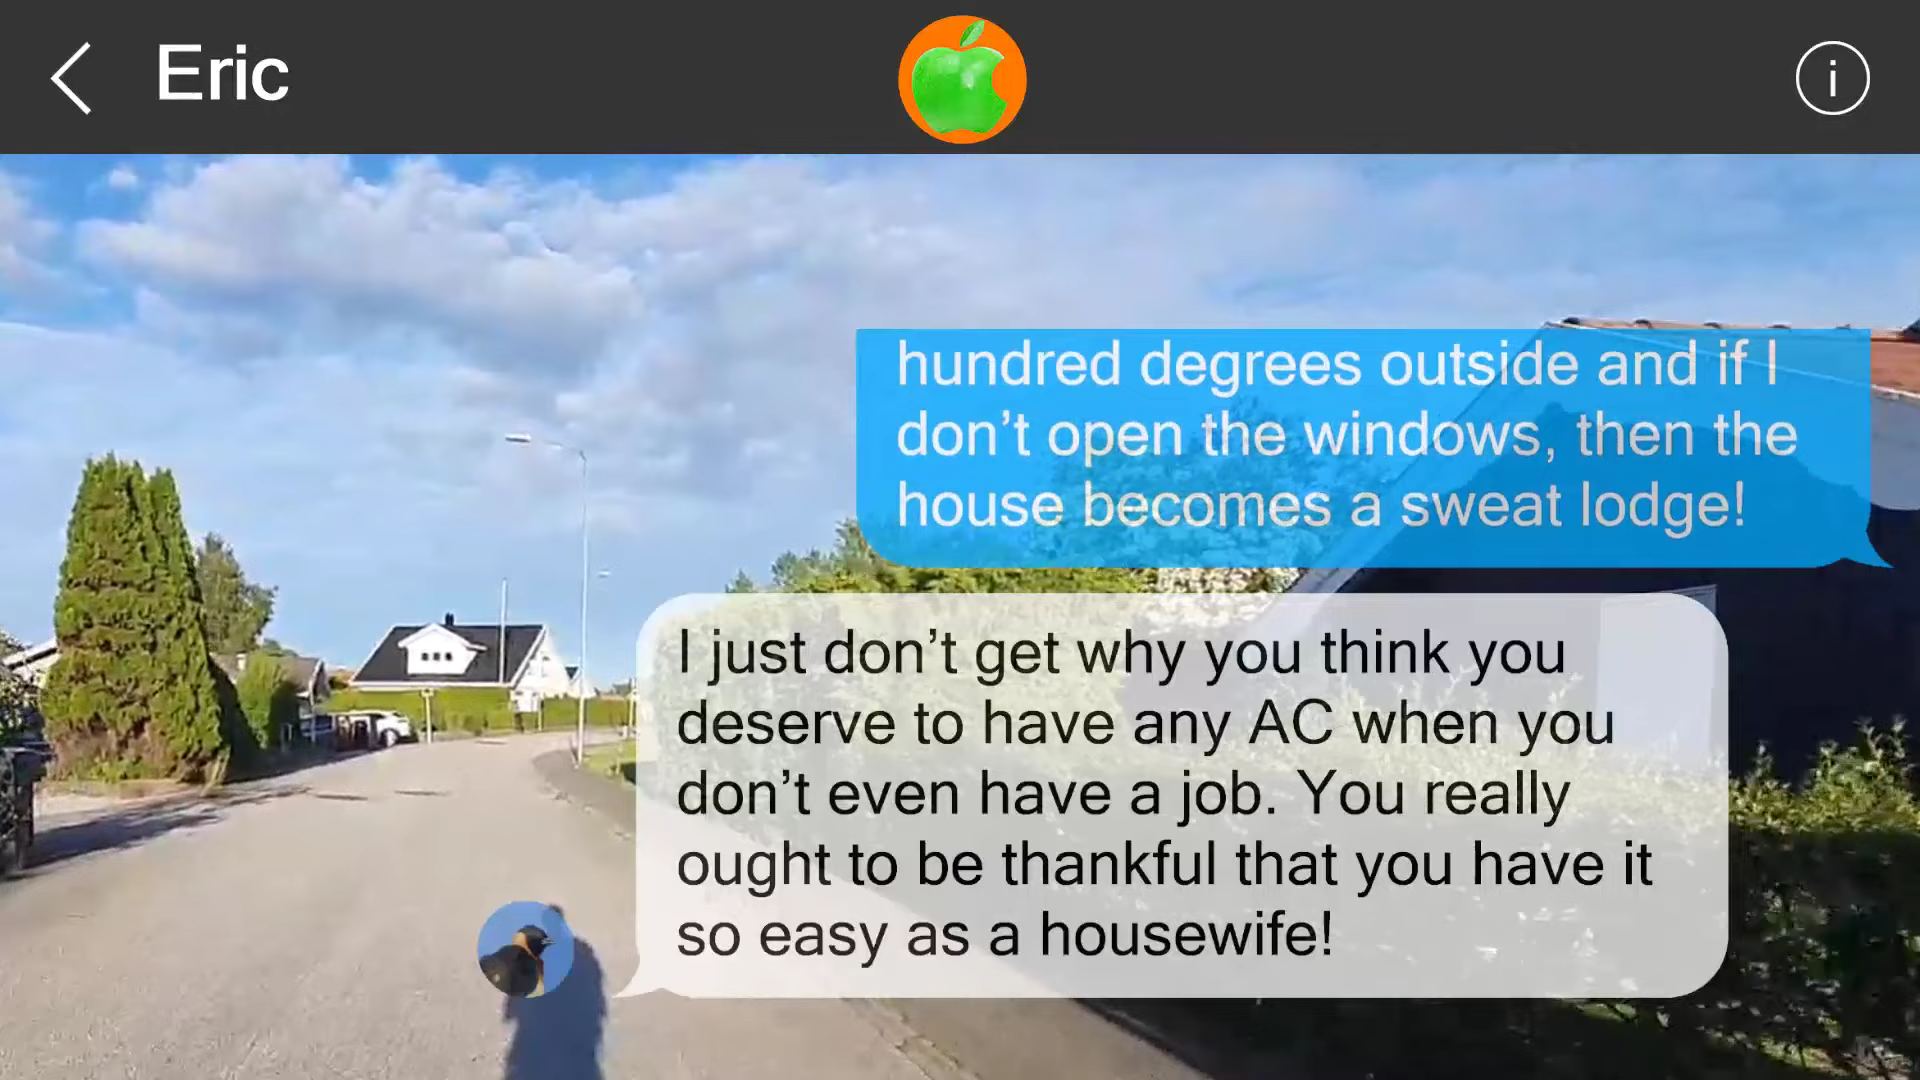 Eric
i
hundred degrees outside and if I
don’t open the windows, then the
house becomes a sweat lodge!
I just don’t get why you think you
deserve to have any AC when you
don’t even have a job. You really
ought to be thankful that you have it
so easy as a housewife!